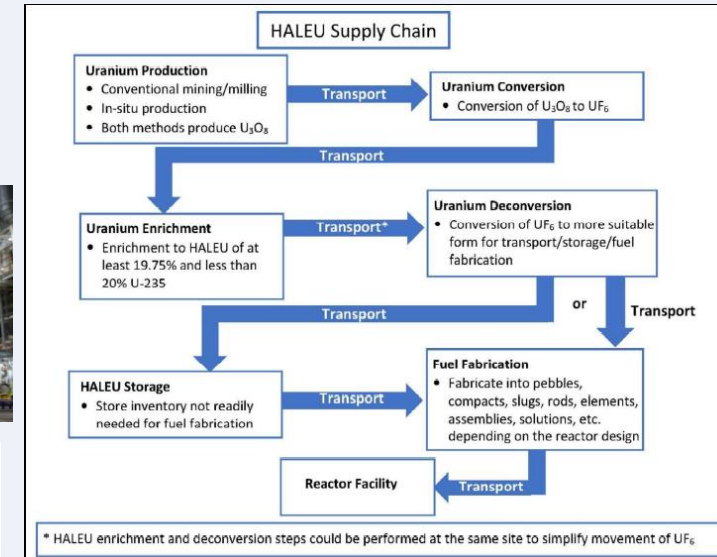 HALEU Supply Chain
Uranium Production
• Conventional mining/milling
• In-situ production
• Both methods produce U₃O₈
Transport
Uranium Conversion
• Conversion of U₃O₈ to UF₆
Transport
Uranium Enrichment
• Enrichment to HALEU of at
least 19.75% and less than
20% U-235
Transport*
Uranium Deconversion
• Conversion of UF₆ to more suitable
form for transport/storage/fuel
fabrication
Transport
or
Transport
HALEU Storage
• Store inventory not readily
needed for fuel fabrication
Transport
Fuel Fabrication
• Fabricate into pebbles,
compacts, slugs, rods, elements,
assemblies, solutions, etc.
depending on the reactor design
Reactor Facility
Transport
* HALEU enrichment and deconversion steps could be performed at the same site to simplify movement of UF₆